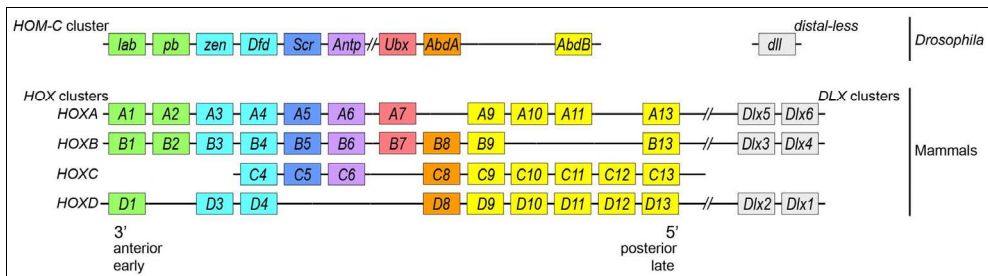 HOM-C cluster
distal-less
lab pb zen Dfd Scr Antp // Ubx AbdA AbdB dll
Drosophila
HOX clusters
DLX clusters
HOXA A1 A2 A3 A4 A5 A6 A7 A9 A10 A11 A13 // Dlx5 Dlx6
HOXB B1 B2 B3 B4 B5 B6 B7 B8 B9 B13 // Dlx3 Dlx4
Mammals
HOXC C4 C5 C6 C8 C9 C10 C11 C12 C13
HOXD D1 D3 D4 D8 D9 D10 D11 D12 D13 // Dlx2 Dlx1
3’ 5’
anterior posterior
early late